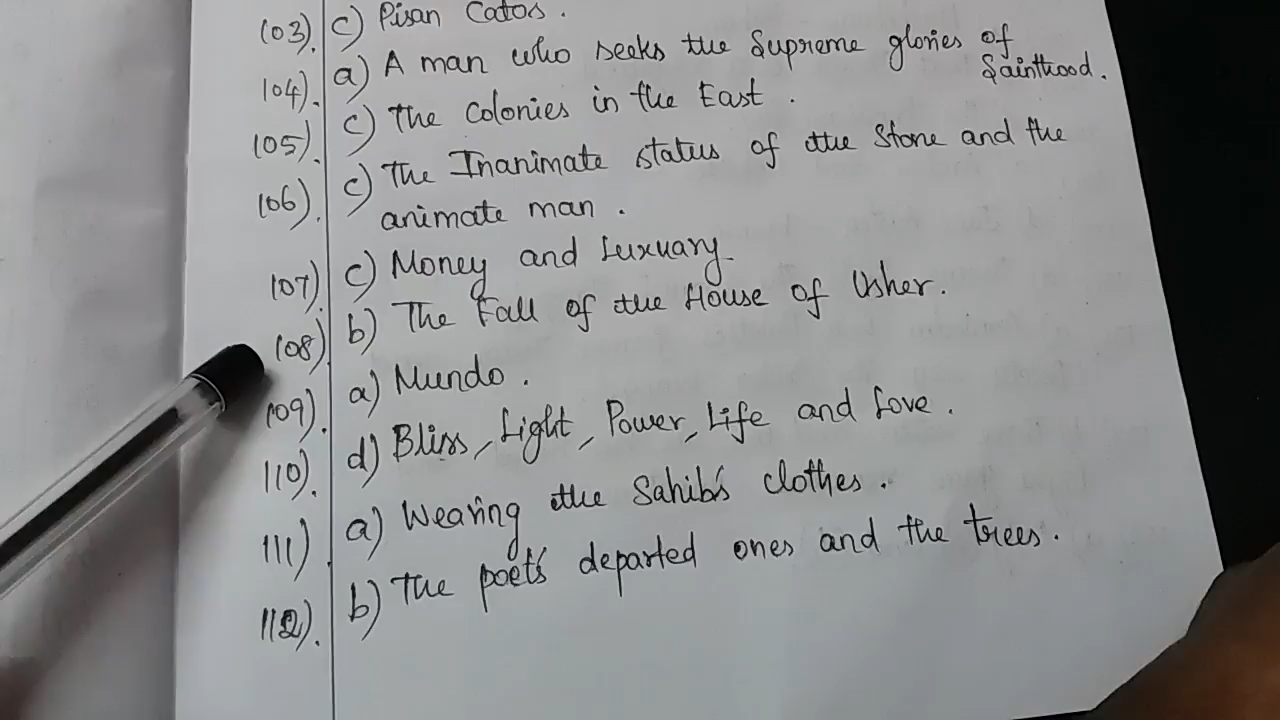 103). c) Pisan Catos.
104). a) A man who seeks the Supreme glories of
Sainthood.
105). c) The Colonies in the East.
106). c) The Inanimate status of the Stone and the
animate man.
107). c) Money and Luxuary
108). b) The Fall of the House of Usher.
109). a) Mundo.
110). d) Bliss, Light, Power, Life and Love.
111). a) Wearing the Sahib's clothes.
112). b) The poet's departed ones and the trees.